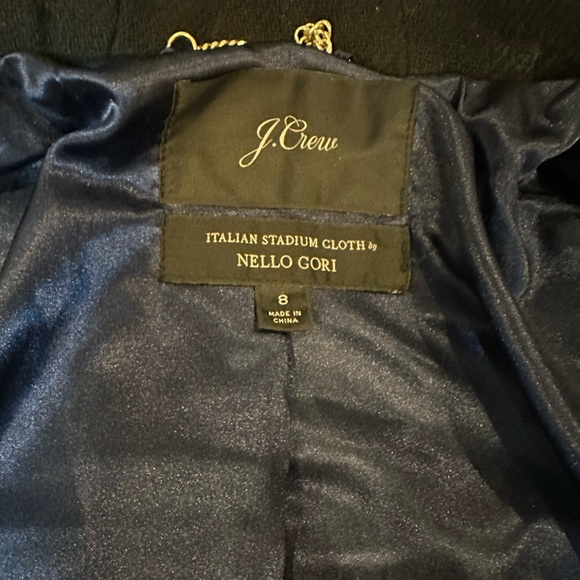 J.Crew
ITALIAN STADIUM CLOTH by
NELLO GORI
8
MADE IN
CHINA